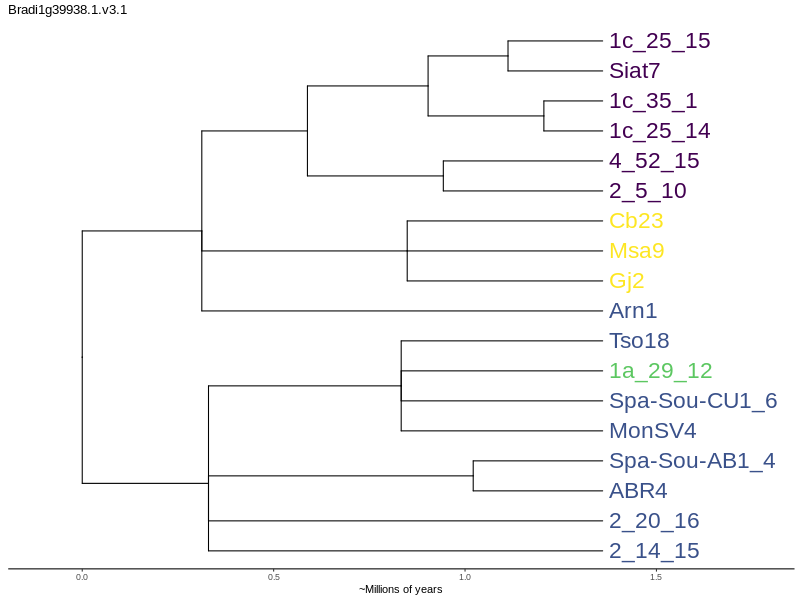 Bradi1g39938.1.v3.1
1c_25_15
Siat7
1c_35_1
1c_25_14
4_52_15
2_5_10
Cb23
Msa9
Gj2
Arn1
Tso18
1a_29_12
Spa-Sou-CU1_6
MonSV4
Spa-Sou-AB1_4
ABR4
2_20_16
2_14_15
0.0 0.5 1.0 1.5
~Millions of years